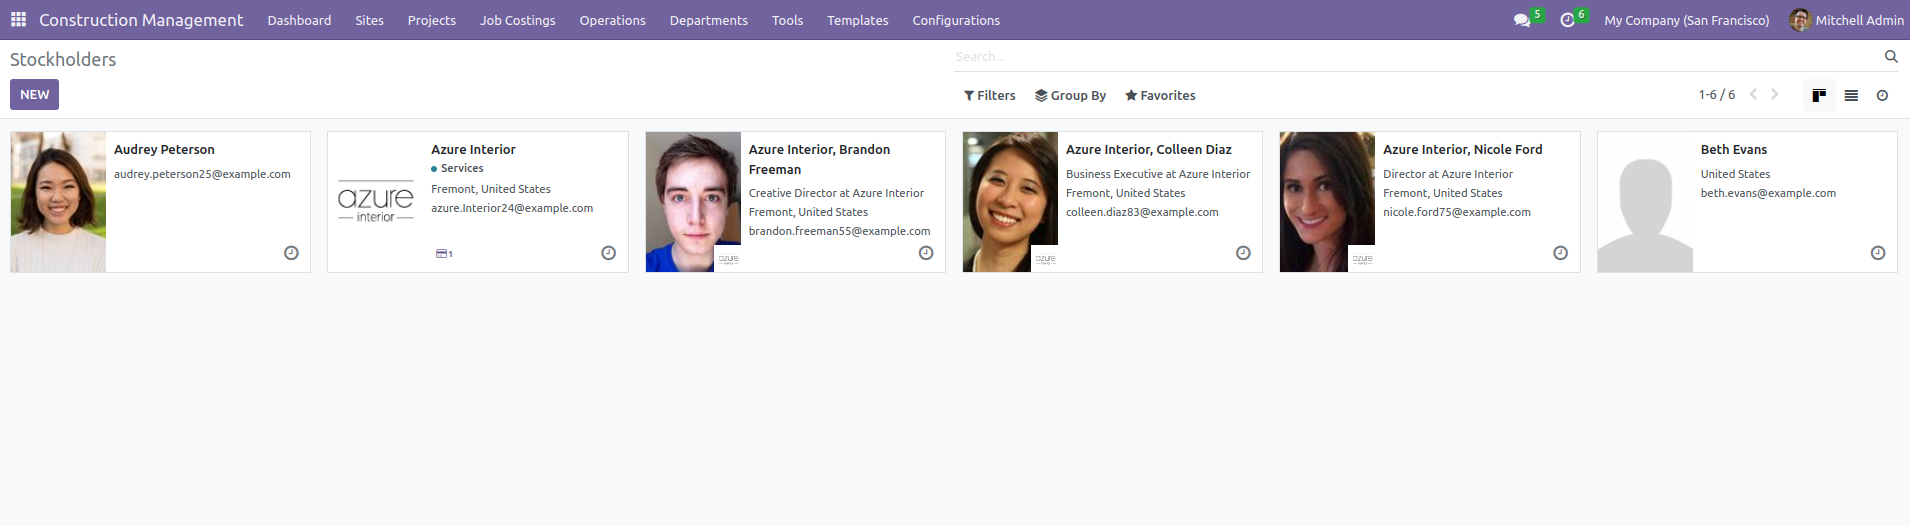 Construction Management Dashboard Sites Projects Job Costings Operations Departments Tools Templates Configurations 5 6 My Company (San Francisco) Mitchell Admin
Stockholders
Search...
NEW
Filters Group By Favorites 1-6 / 6
Audrey Peterson
audrey.peterson25@example.com
azure
interior
Azure Interior
Services
Fremont, United States
azure.Interior24@example.com
1
Azure Interior, Brandon
Freeman
Creative Director at Azure Interior
Fremont, United States
brandon.freeman55@example.com
azure
Azure Interior, Colleen Diaz
Business Executive at Azure Interior
Fremont, United States
colleen.diaz83@example.com
azure
Azure Interior, Nicole Ford
Director at Azure Interior
Fremont, United States
nicole.ford75@example.com
azure
Beth Evans
United States
beth.evans@example.com